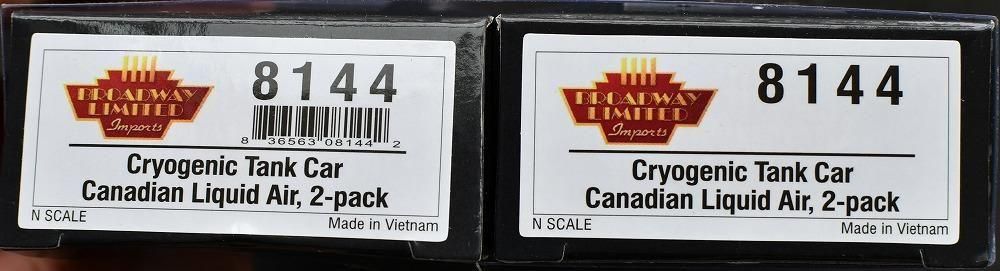 BROADWAY
LIMITED
Imports
8144
8 36563 08144 2
Cryogenic Tank Car
Canadian Liquid Air, 2-pack
N SCALE
Made in Vietnam
BROADWAY
LIMITED
Imports
8144
Cryogenic Tank Car
Canadian Liquid Air, 2-pack
N SCALE
Made in Vietnam